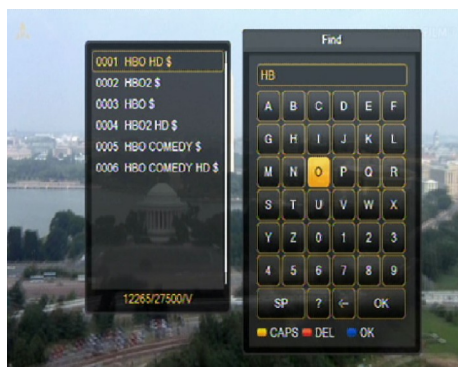 Find
0001 HBO HD $
0002 HBO2 $
0003 HBO $
0004 HBO2 HD $
0005 HBO COMEDY $
0006 HBO COMEDY HD $
12265/27500/V
HB
A B C D E F
G H I J K L
M N O P Q R
S T U V W X
Y Z 0 1 2 3
4 5 6 7 8 9
SP ? <- OK
CAPS DEL OK